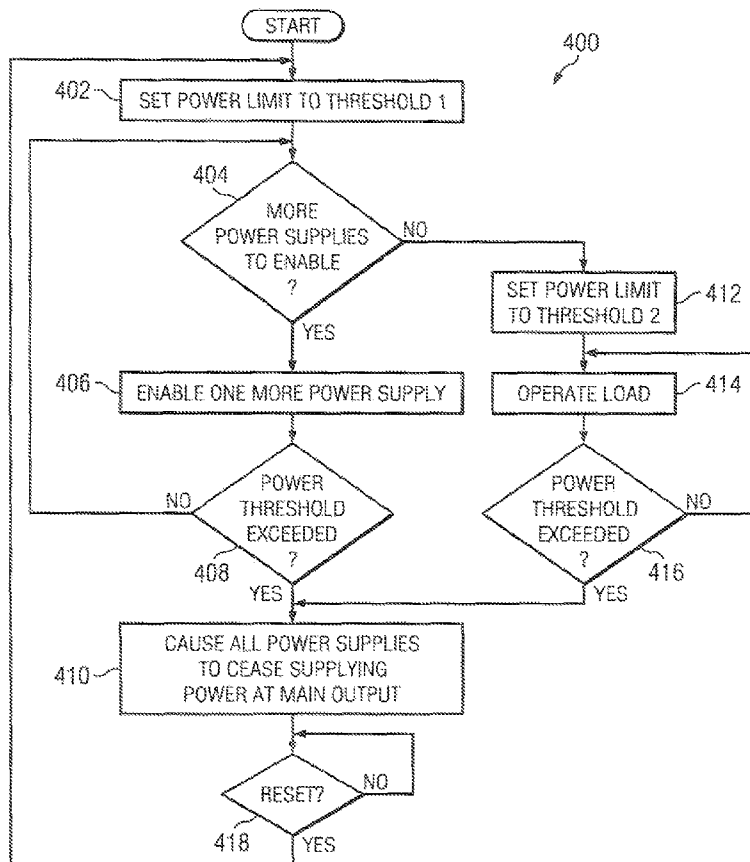 START
400
402
SET POWER LIMIT TO THRESHOLD 1
404
MORE
POWER SUPPLIES
TO ENABLE
?
NO
YES
SET POWER LIMIT
TO THRESHOLD 2
412
406
ENABLE ONE MORE POWER SUPPLY
OPERATE LOAD
414
NO
POWER
THRESHOLD
EXCEEDED
?
408
YES
POWER
THRESHOLD
EXCEEDED
?
NO
416
YES
410
CAUSE ALL POWER SUPPLIES
TO CEASE SUPPLYING
POWER AT MAIN OUTPUT
RESET?
NO
418
YES